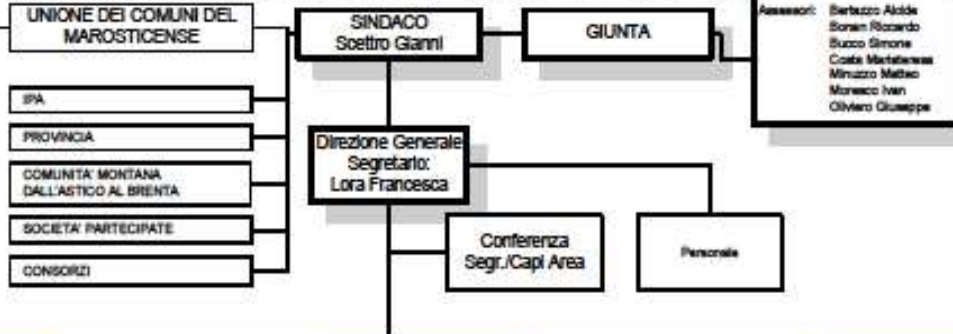 UNIONE DEI COMUNI DEL
MAROSTICENSE
SINDACO
Scettro Gianni
GIUNTA
Assessori: Bertazzo Alcide
Sonan Riccardo
Bucco Simone
Costa Mariateresa
Minuzzo Matteo
Moresco Ivan
Oliviero Giuseppe
IPA
PROVINCIA
COMUNITA' MONTANA
DALL'ASTICO AL BRENTA
SOCIETA' PARTECIPATE
CONSORZI
Direzione Generale
Segretario:
Lora Francesca
Conferenza
Segr./Capi Area
Personale